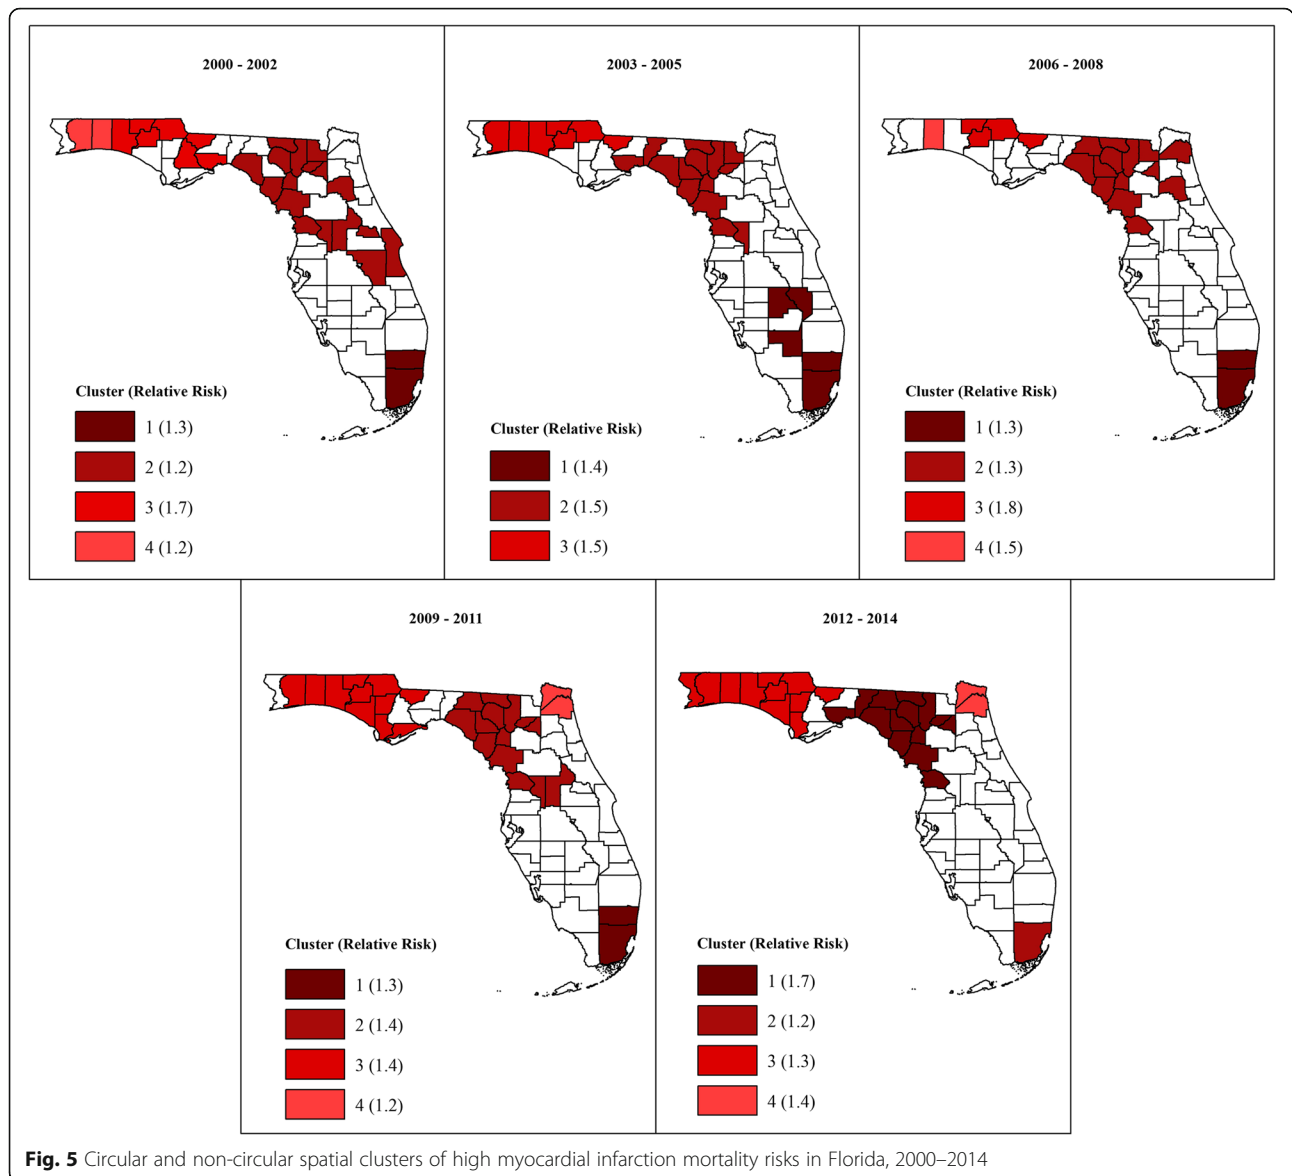 2000 - 2002
Cluster (Relative Risk)
1 (1.3)
2 (1.2)
3 (1.7)
4 (1.2)
2003 - 2005
Cluster (Relative Risk)
1 (1.4)
2 (1.5)
3 (1.5)
2006 - 2008
Cluster (Relative Risk)
1 (1.3)
2 (1.3)
3 (1.8)
4 (1.5)
2009 - 2011
Cluster (Relative Risk)
1 (1.3)
2 (1.4)
3 (1.4)
4 (1.2)
2012 - 2014
Cluster (Relative Risk)
1 (1.7)
2 (1.2)
3 (1.3)
4 (1.4)
Fig. 5 Circular and non-circular spatial clusters of high myocardial infarction mortality risks in Florida, 2000–2014